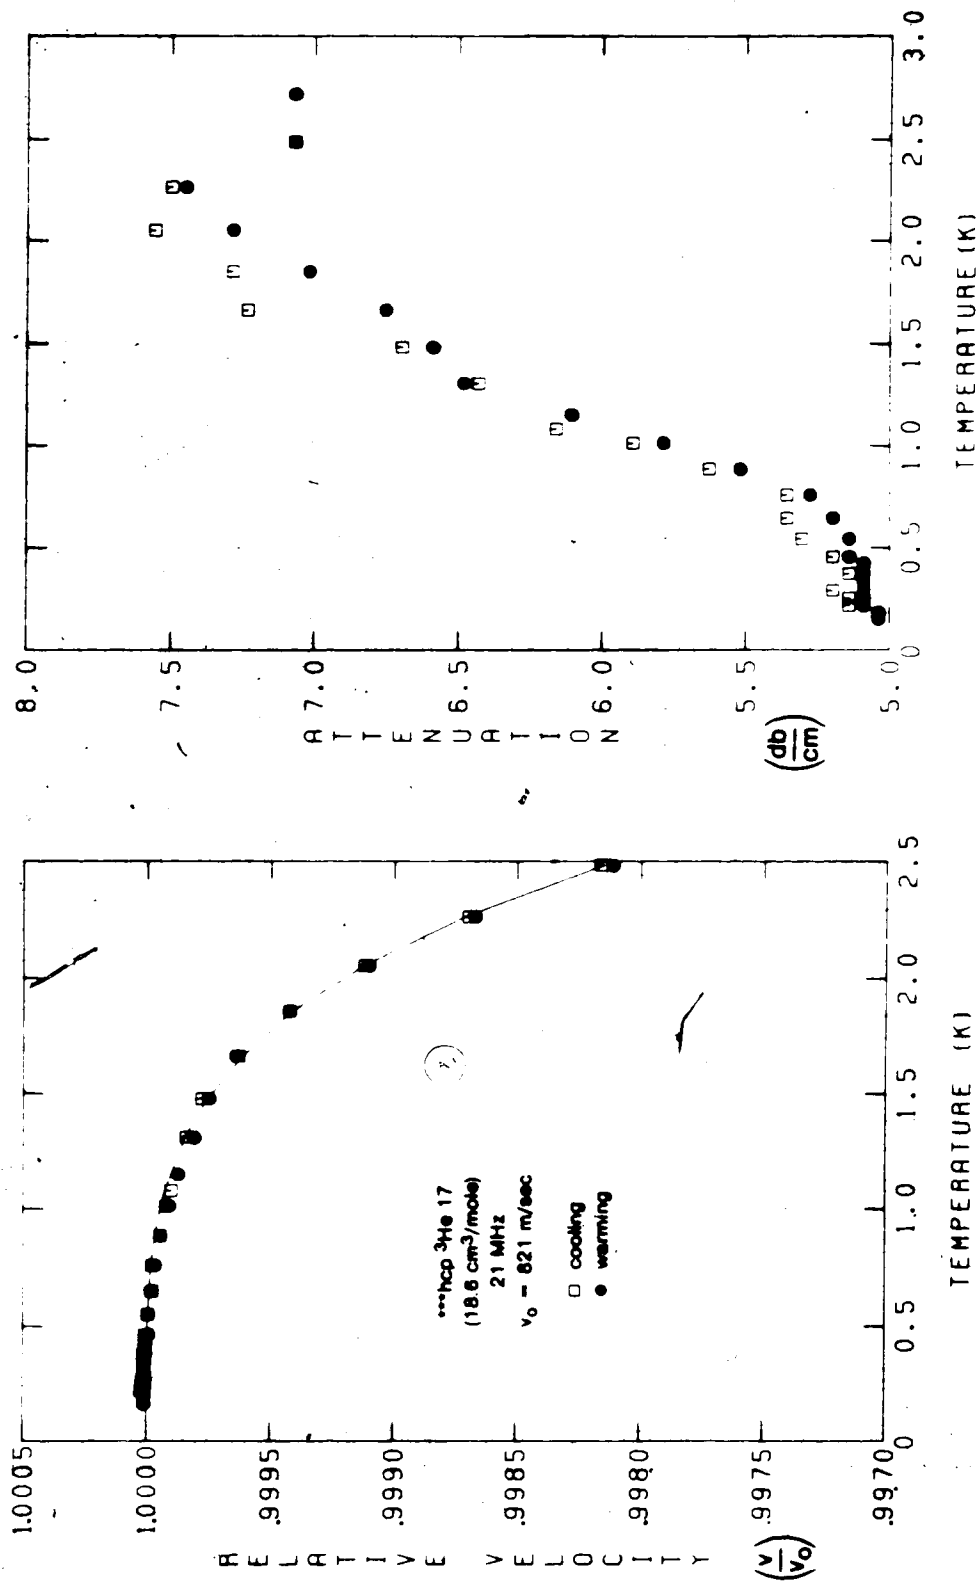 1.0005
1.0000
.9995
.9990
.9985
.9980
.9975
.9970
RELATIVE VELOCITY
(v/v₀)
0
0.5
1.0
1.5
2.0
2.5
TEMPERATURE (K)
***hcp ³He 17
(18.6 cm³/mole)
21 MHz
v₀ = 821 m/sec
□ cooling
● warming
8.0
7.5
7.0
6.5
6.0
5.5
5.0
ATTENUATION
(db/cm)
0
0.5
1.0
1.5
2.0
2.5
3.0
TEMPERATURE (K)